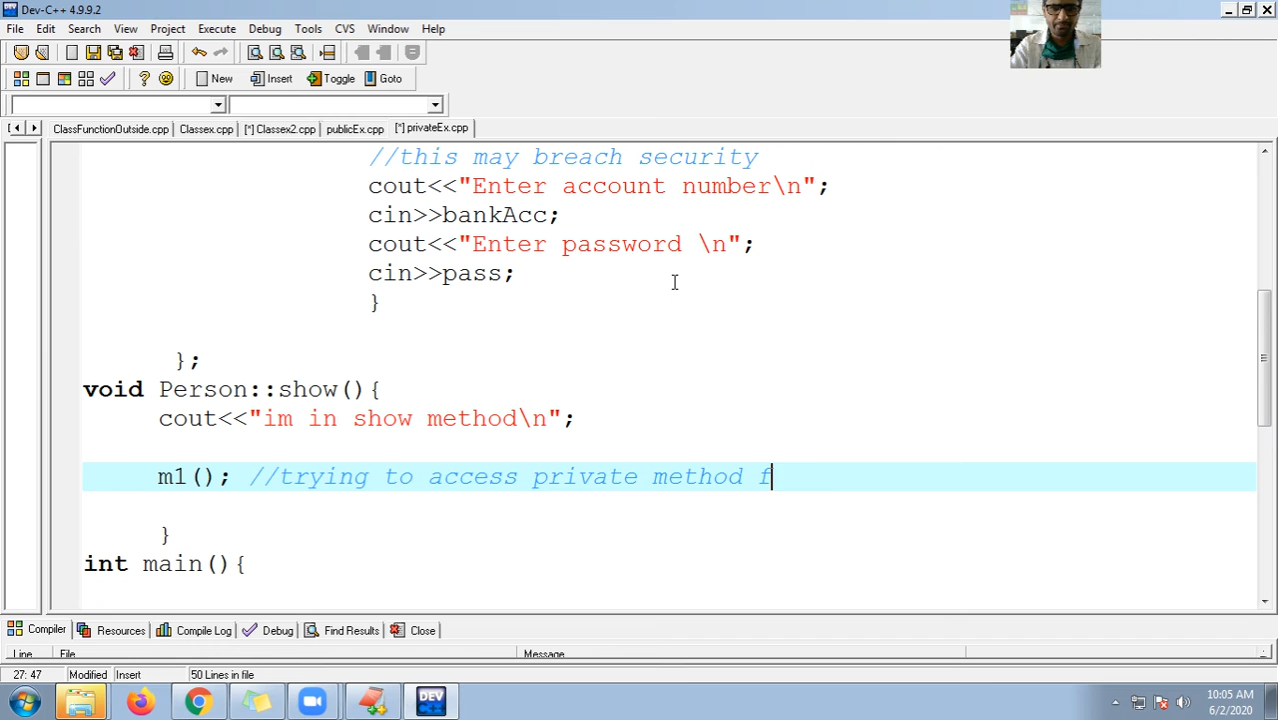 Dev-C++ 4.9.9.2
File Edit Search View Project Execute Debug Tools CVS Window Help
New Insert Toggle Goto
[ ClassFunctionOutside.cpp Classex.cpp [*] Classex2.cpp publicEx.cpp [*] privateEx.cpp
//this may breach security
cout<<"Enter account number\n";
cin>>bankAcc;
cout<<"Enter password \n";
cin>>pass;
}
};
void Person::show(){
cout<<"im in show method\n";
m1(); //trying to access private method f
}
int main(){
Compiler Resources Compile Log Debug Find Results Close
Line File Message
27: 47 Modified Insert 50 Lines in file
DEV C++
10:05 AM
6/2/2020